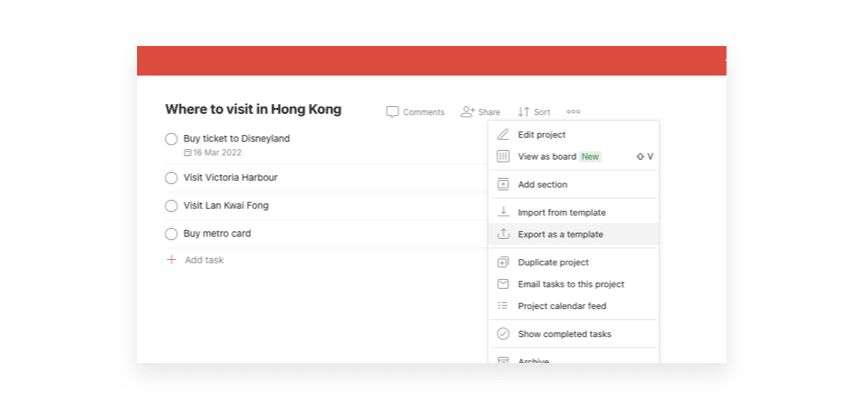 Where to visit in Hong Kong
Comments
Share
Sort
Buy ticket to Disneyland
16 Mar 2022
Visit Victoria Harbour
Visit Lan Kwai Fong
Buy metro card
Add task
Edit project
View as board New V
Add section
Import from template
Export as a template
Duplicate project
Email tasks to this project
Project calendar feed
Show completed tasks
Archive